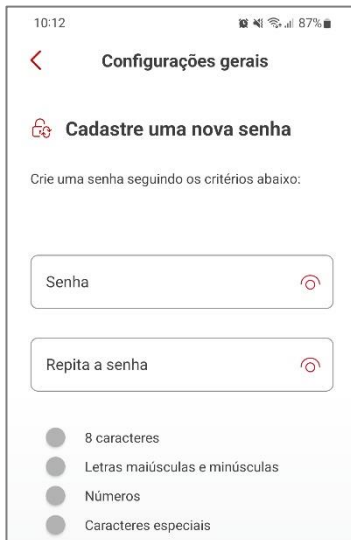 10:12 87%
Configurações gerais
Cadastre uma nova senha
Crie uma senha seguindo os critérios abaixo:
Senha
Repita a senha
8 caracteres
Letras maiúsculas e minúsculas
Números
Caracteres especiais